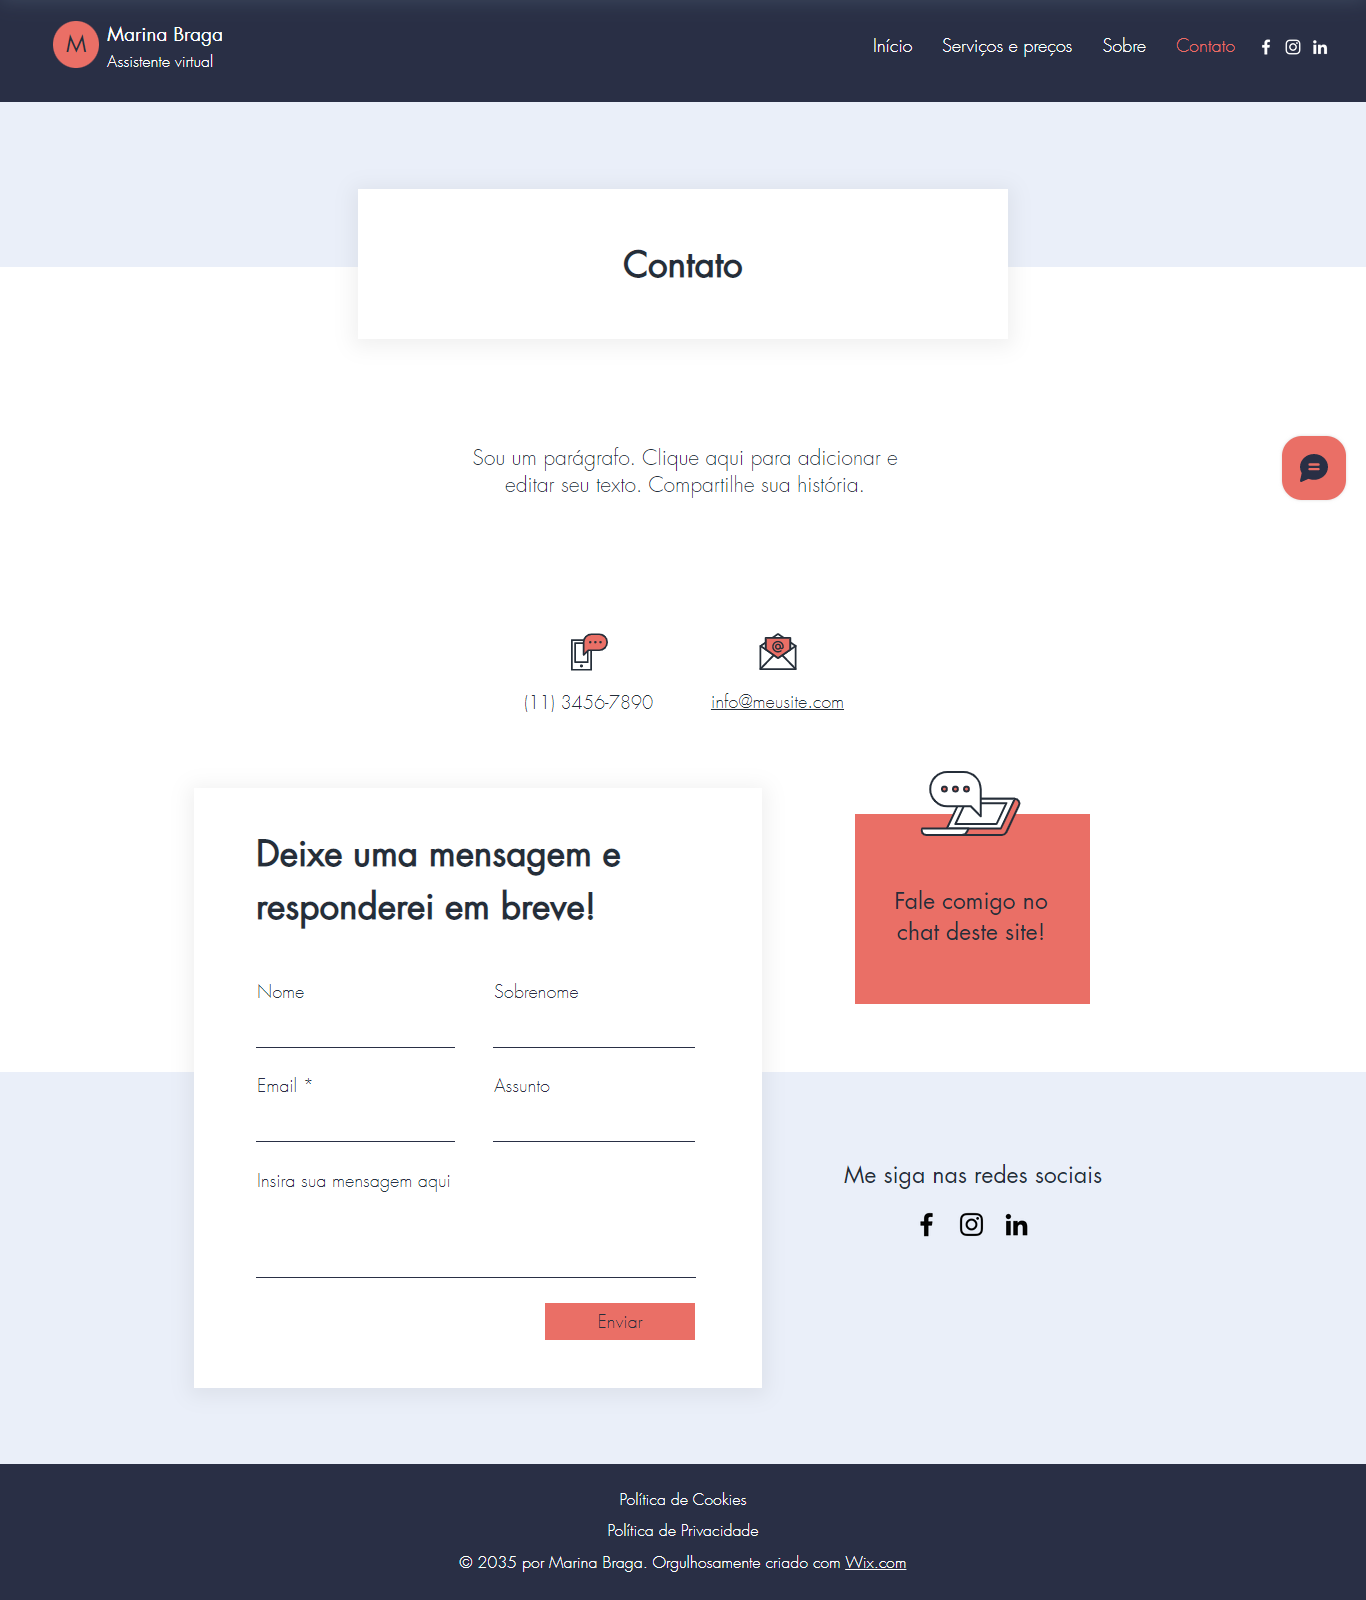 M
Marina Braga
Assistente virtual
Início
Serviços e preços
Sobre
Contato
Contato
Sou um parágrafo. Clique aqui para adicionar e
editar seu texto. Compartilhe sua história.
(11) 3456-7890
info@meusite.com
Deixe uma mensagem e
responderei em breve!
Nome
Sobrenome
Email *
Assunto
Insira sua mensagem aqui
Enviar
Fale comigo no
chat deste site!
Me siga nas redes sociais
Política de Cookies
Política de Privacidade
© 2035 por Marina Braga. Orgulhosamente criado com Wix.com